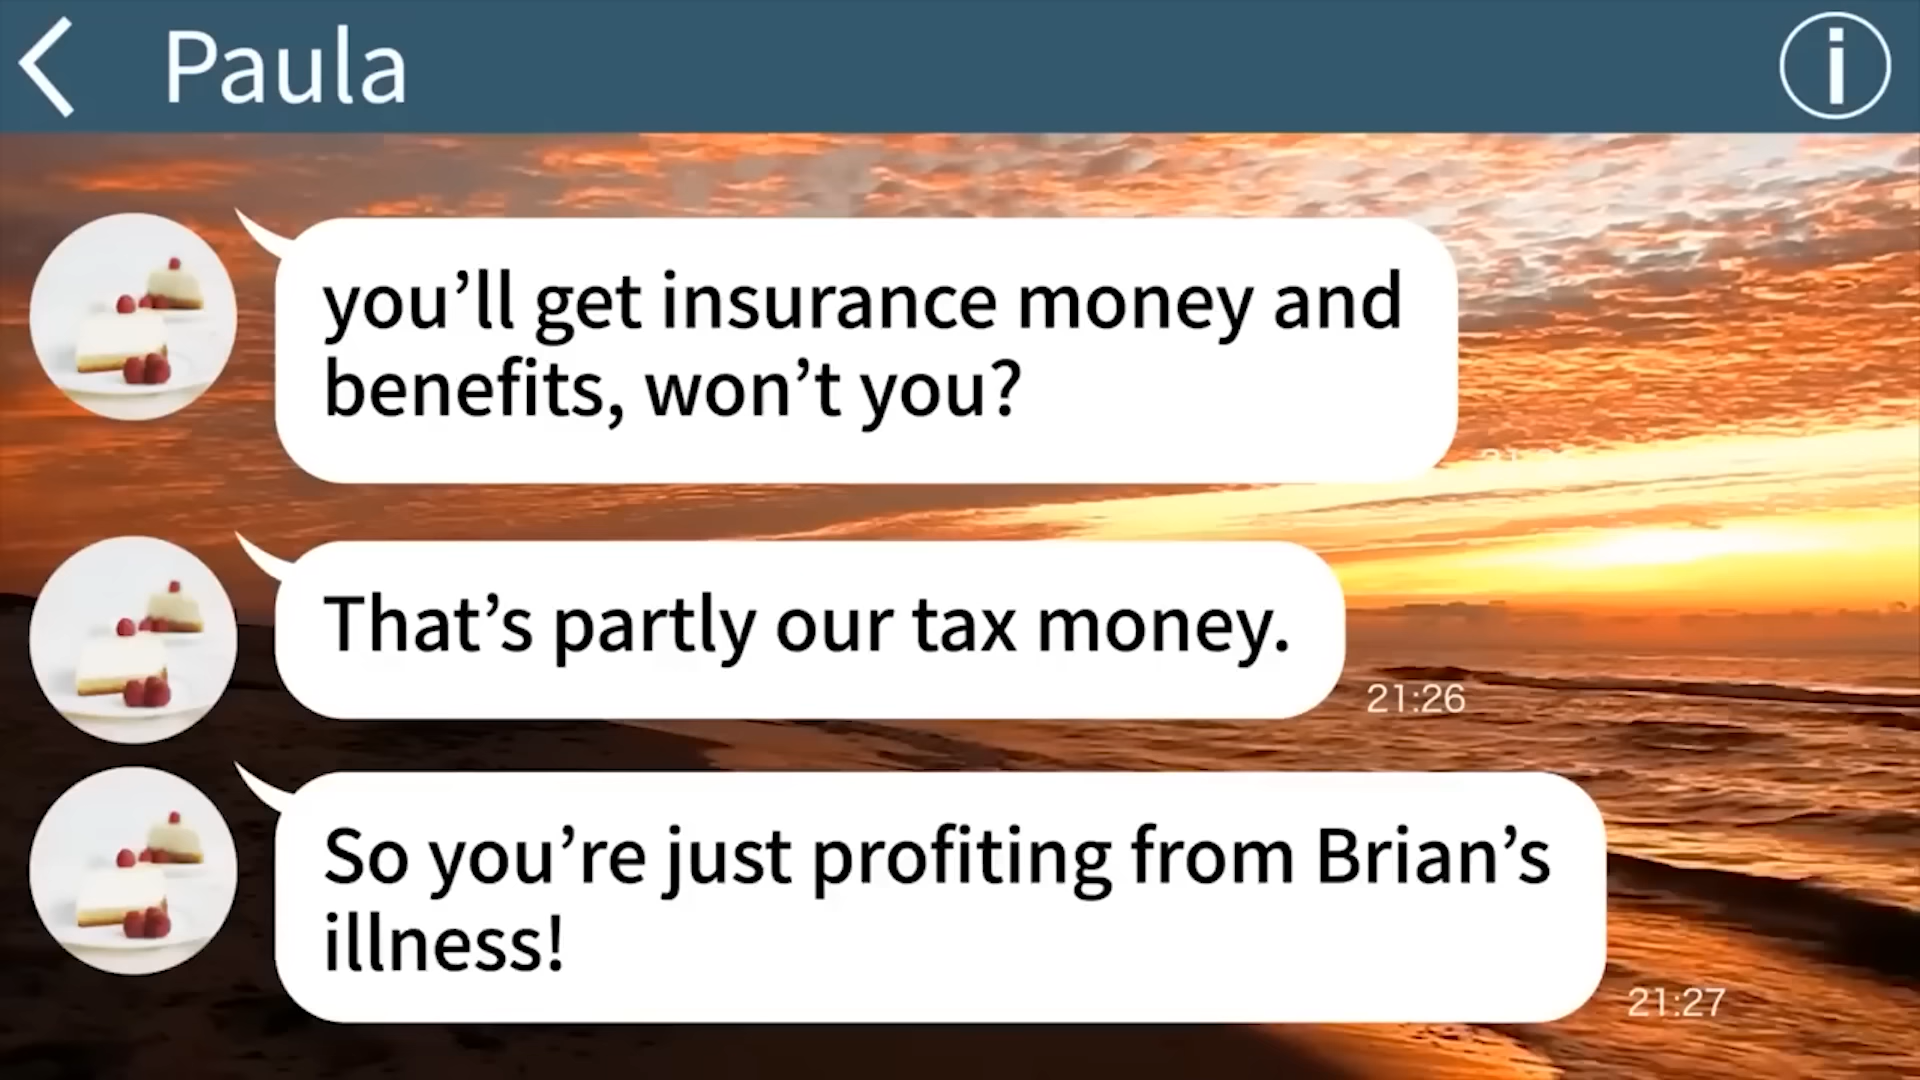 Paula
you’ll get insurance money and
benefits, won’t you?
That’s partly our tax money.
21:26
So you’re just profiting from Brian’s
illness!
21:27